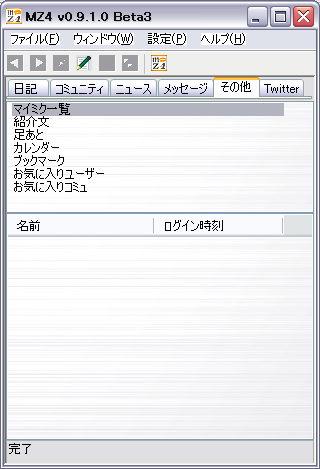 MZ4 v0.9.1.0 Beta3
ファイル(F) ウィンドウ(W) 設定(P) ヘルプ(H)
日記 コミュニティ ニュース メッセージ その他 Twitter
マイミク一覧
紹介文
足あと
カレンダー
ブックマーク
お気に入りユーザー
お気に入りコミュ
名前 ログイン時刻
完了